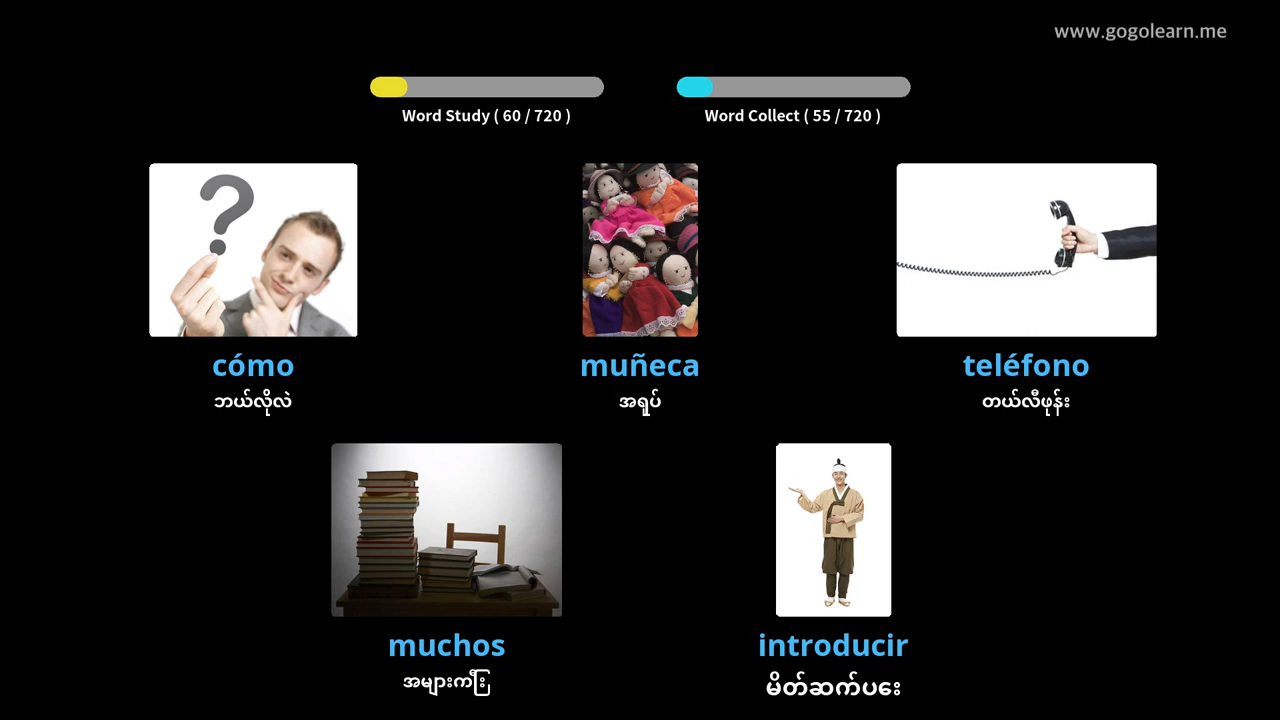 www.gogolearn.me
Word Study ( 60 / 720 )
Word Collect ( 55 / 720 )
cómo
ဘယ်လိုလဲ
muñeca
အရုပ်
teléfono
တယ်လီဖုန်း
muchos
အများကြီး
introducir
မိတ်ဆက်ပေး